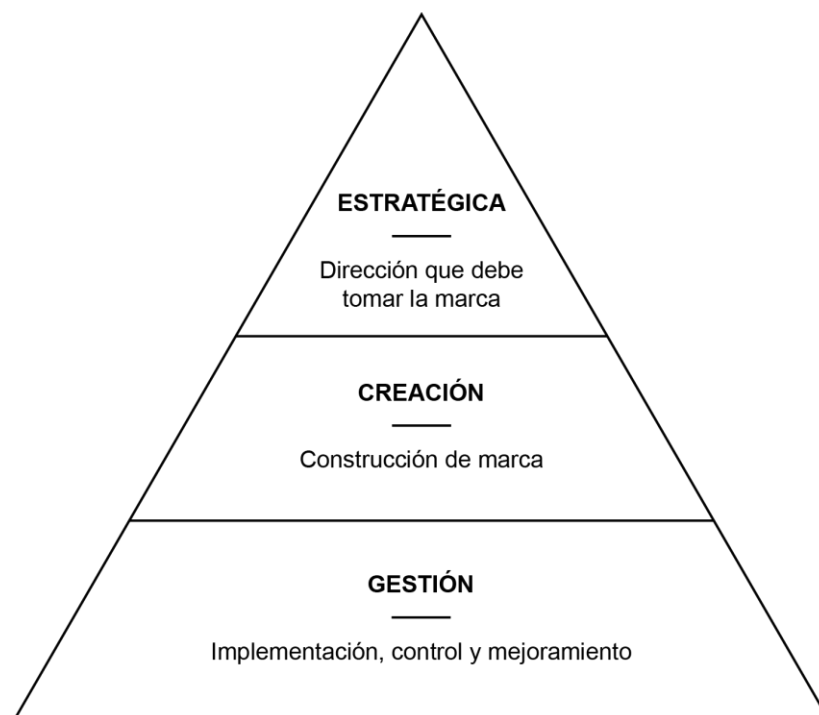 ESTRATÉGICA
Dirección que debe
tomar la marca
CREACIÓN
Construcción de marca
GESTIÓN
Implementación, control y mejoramiento